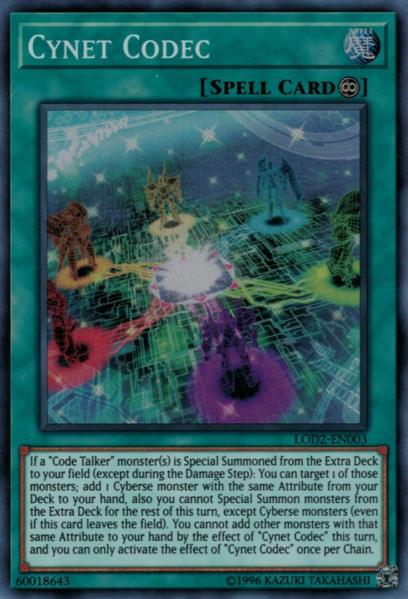 Cynet Codec
SPELL
魔
[Spell Card]
LOD2-EN003
If a "Code Talker" monster(s) is Special Summoned from the Extra Deck
to your field (except during the Damage Step): You can target 1 of those
monsters; add 1 Cyberse monster with the same Attribute from your
Deck to your hand, also you cannot Special Summon monsters from
the Extra Deck for the rest of this turn, except Cyberse monsters (even
if this card leaves the field). You cannot add other monsters with that
same Attribute to your hand by the effect of "Cynet Codec" this turn,
and you can only activate the effect of "Cynet Codec" once per Chain.
60018643 ©1996 KAZUKI TAKAHASHI